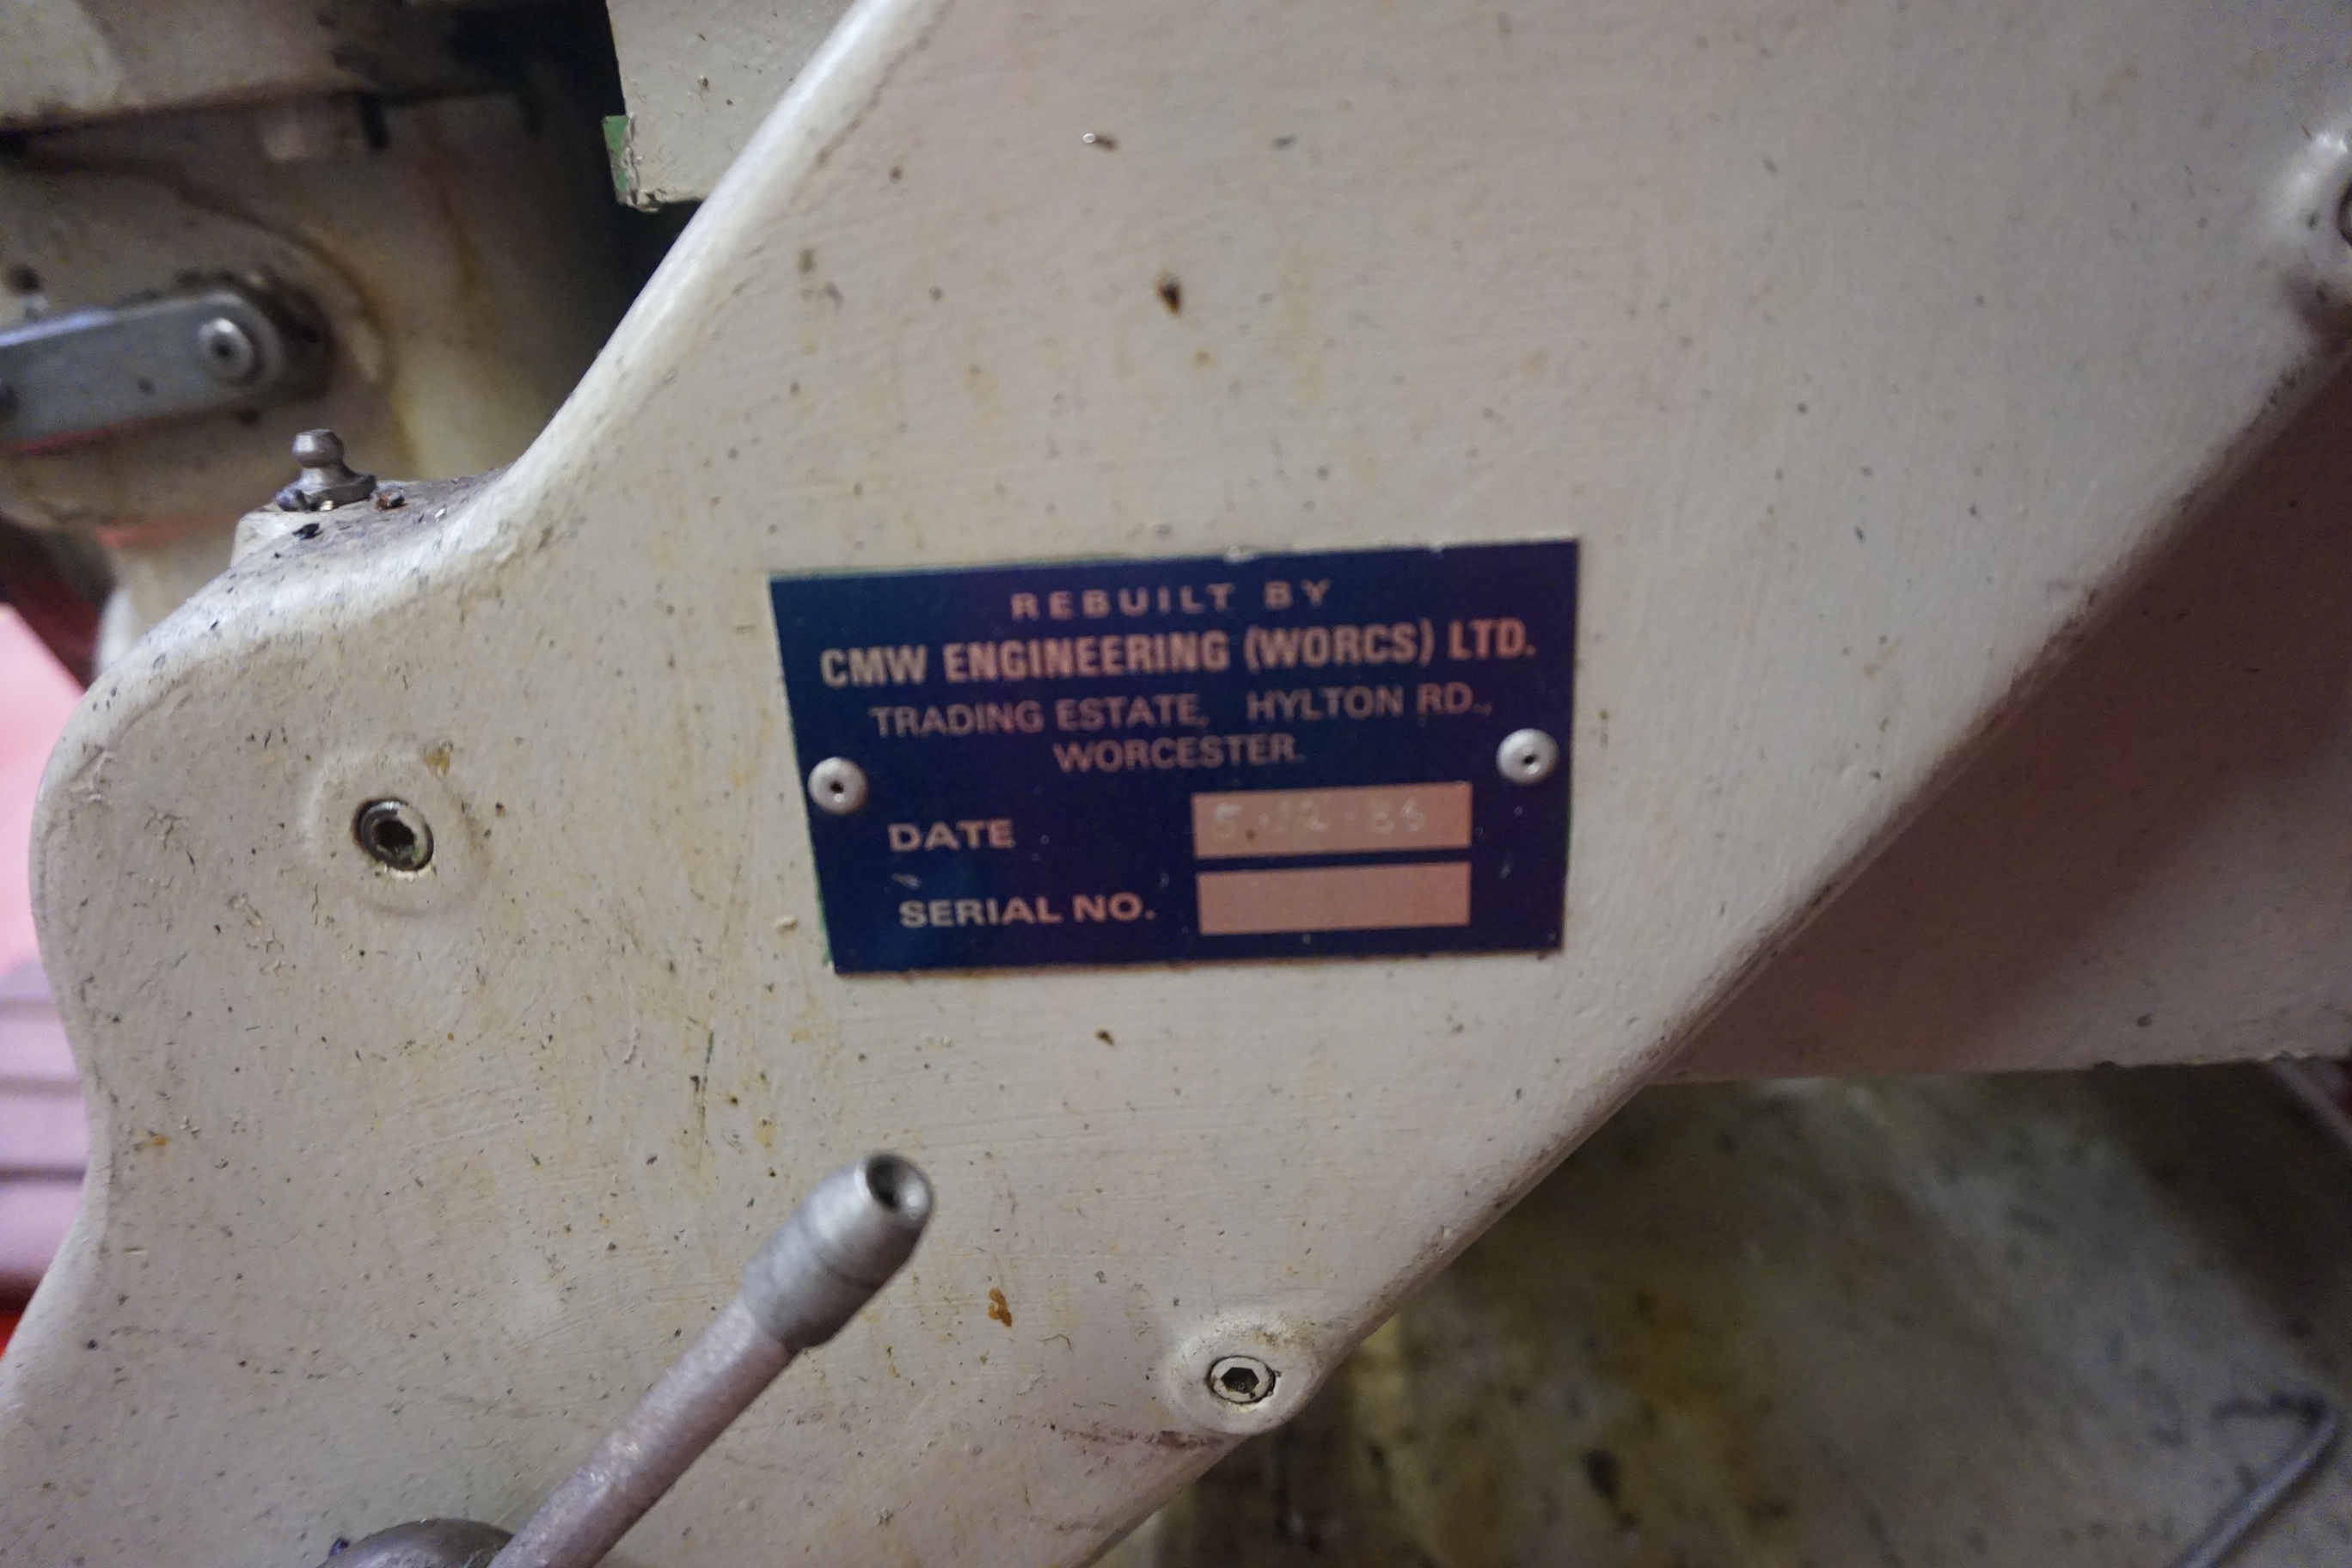 REBUILT BY
CMW ENGINEERING (WORCS) LTD.
TRADING ESTATE, HYLTON RD.,
WORCESTER.
DATE
SERIAL NO.